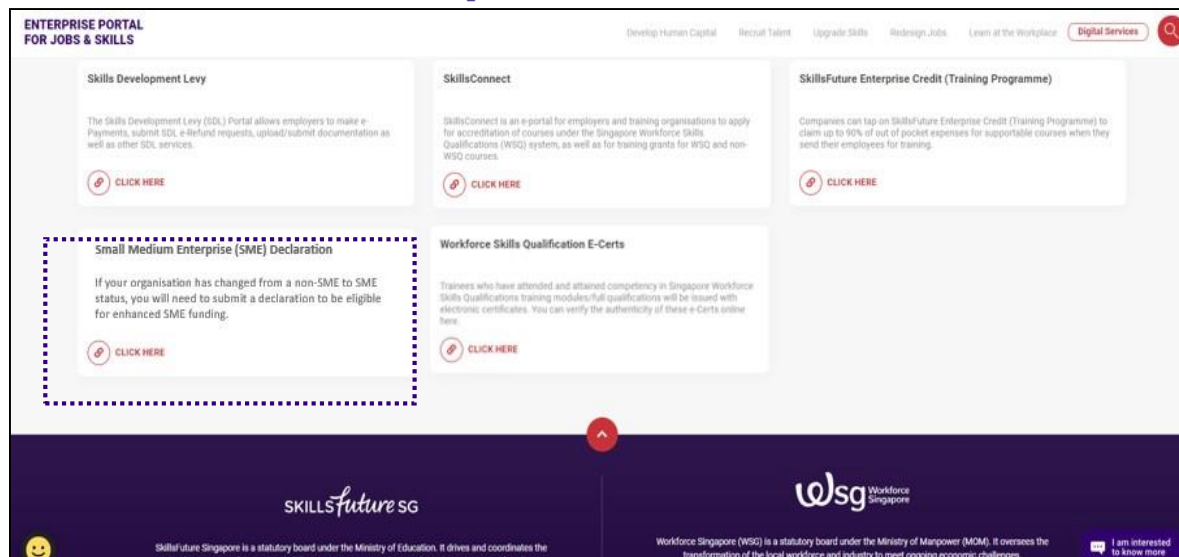 ENTERPRISE PORTAL
FOR JOBS & SKILLS
Develop Human Capital
Recruit Talent
Upgrade Skills
Redesign Jobs
Learn at the Workplace
Digital Services
Skills Development Levy
The Skills Development Levy (SDL) Portal allows employers to make e-
Payments, submit SDL e-Refund requests, upload/submit documentation as
well as other SDL services.
CLICK HERE
SkillsConnect
SkillsConnect is an e-portal for employers and training organisations to apply
for accreditation of courses under the Singapore Workforce Skills
Qualifications (WSQ) system, as well as for training grants for WSQ and non-
WSQ courses.
CLICK HERE
SkillsFuture Enterprise Credit (Training Programme)
Companies can tap on SkillsFuture Enterprise Credit (Training Programme) to
claim up to 90% of out of pocket expenses for supportable courses when they
send their employees for training.
CLICK HERE
Small Medium Enterprise (SME) Declaration
If your organisation has changed from a non-SME to SME
status, you will need to submit a declaration to be eligible
for enhanced SME funding.
CLICK HERE
Workforce Skills Qualification E-Certs
Trainees who have attended and attained competency in Singapore Workforce
Skills Qualifications training modules/full qualifications will be issued with
electronic certificates. You can verify the authenticity of these e-Certs online
here.
CLICK HERE
SKILLSfuture SG
SkillsFuture Singapore is a statutory board under the Ministry of Education. It drives and coordinates the
wsg Workforce
Singapore
Workforce Singapore (WSG) is a statutory board under the Ministry of Manpower (MOM). It oversees the
transformation of the local workforce and industry to meet ongoing economic challenges.
I am interested
to know more